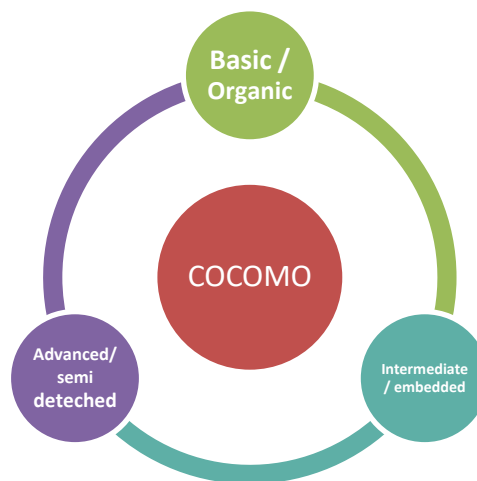 Basic /
Organic
COCOMO
Advanced/
semi
deteched
Intermediate
/ embedded